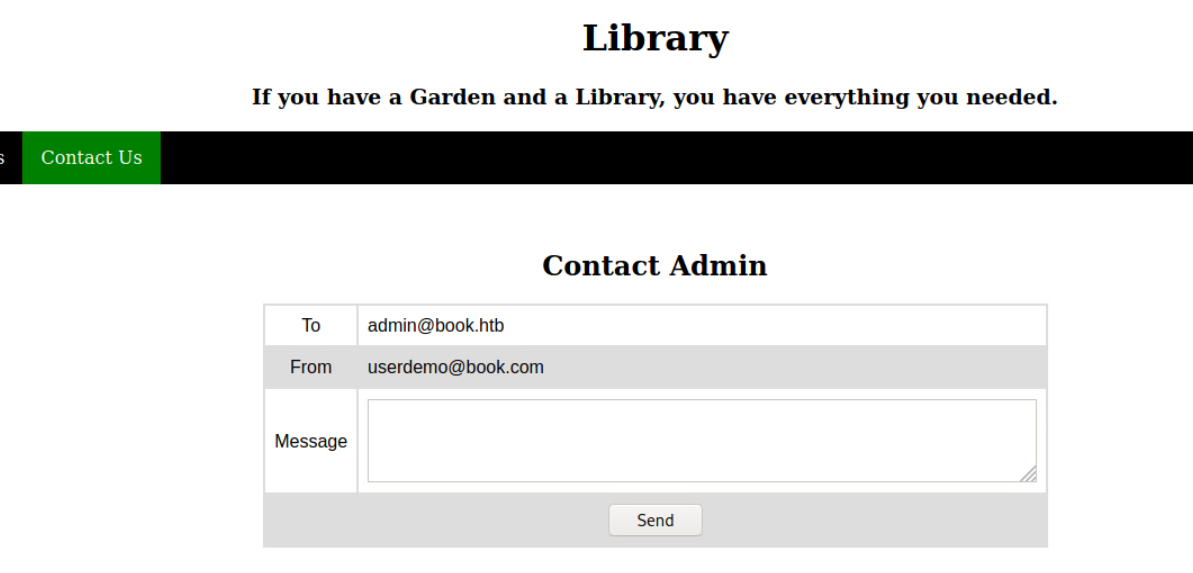 Library
If you have a Garden and a Library, you have everything you needed.
s Contact Us
Contact Admin
To admin@book.htb
From userdemo@book.com
Message
Send